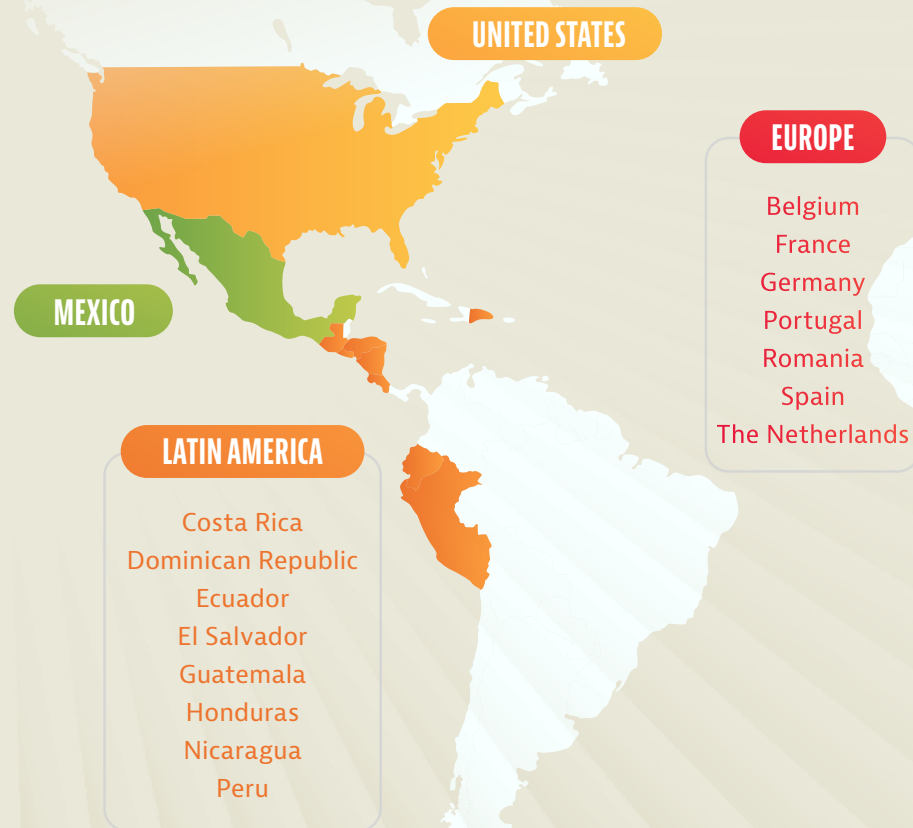 UNITED STATES
EUROPE
Belgium
France
Germany
Portugal
Romania
Spain
The Netherlands
MEXICO
LATIN AMERICA
Costa Rica
Dominican Republic
Ecuador
El Salvador
Guatemala
Honduras
Nicaragua
Peru